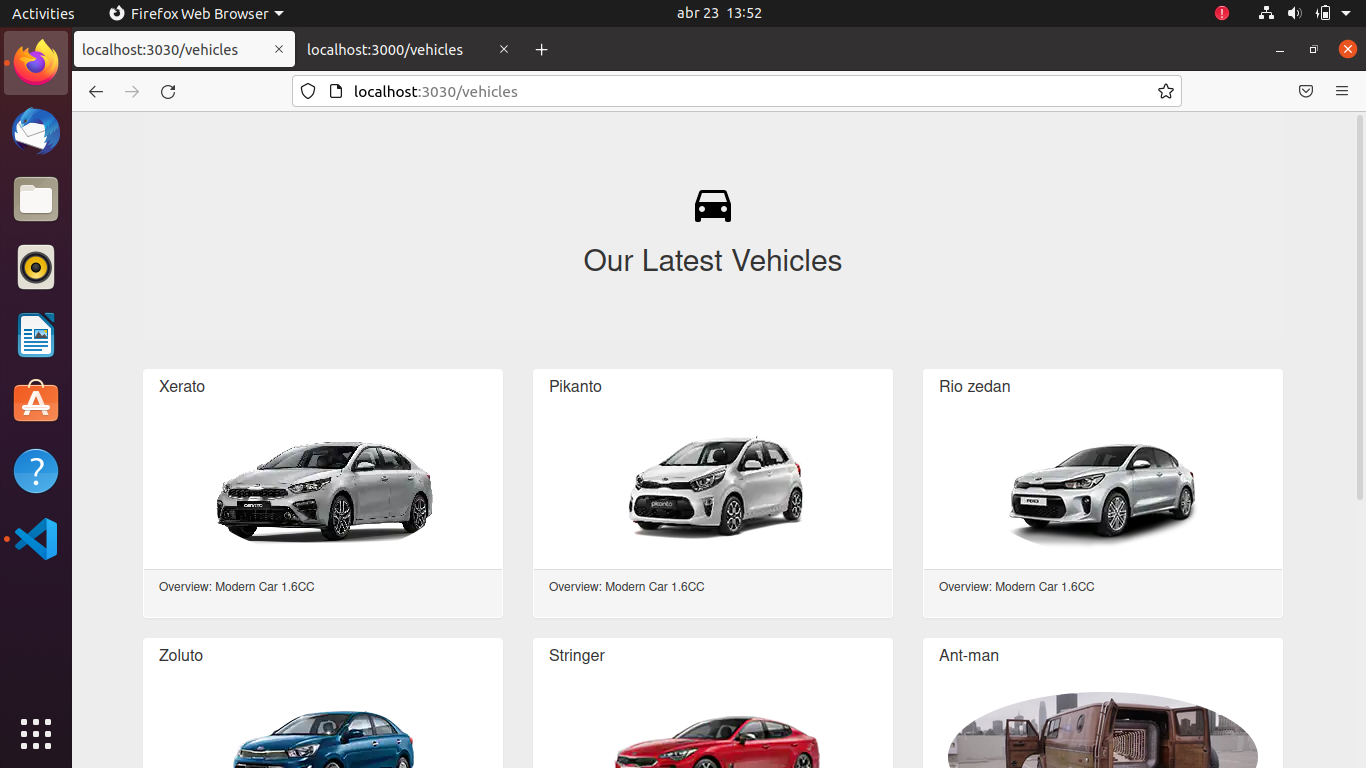 Activities Firefox Web Browser abr 23 13:52
localhost:3030/vehicles localhost:3000/vehicles
localhost:3030/vehicles
Our Latest Vehicles
Xerato Pikanto Rio zedan
pikanto
Overview: Modern Car 1.6CC Overview: Modern Car 1.6CC Overview: Modern Car 1.6CC
Zoluto Stringer Ant-man